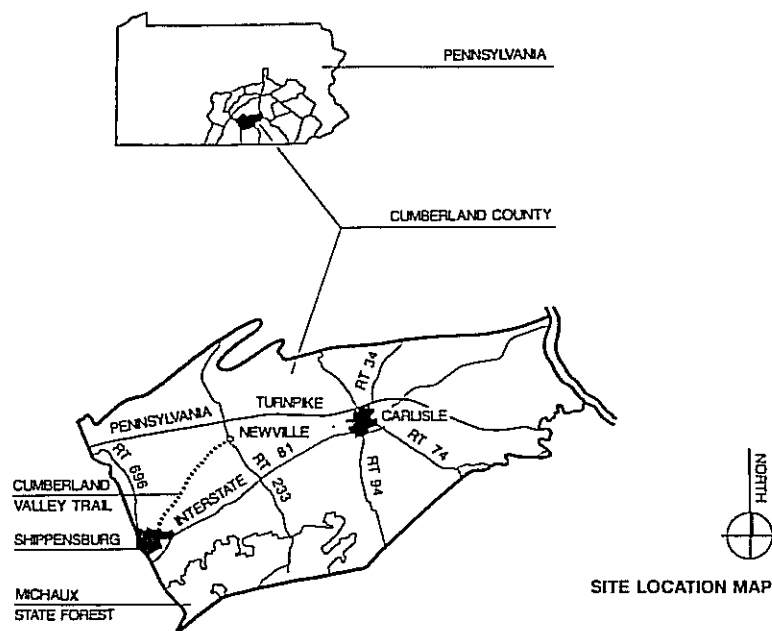 PENNSYLVANIA
CUMBERLAND COUNTY
RT 34
PENNSYLVANIA TURNPIKE
CARLISLE
NEWVILLE
RT 696
RT 233
INTERSTATE 81
RT 74
RT 94
CUMBERLAND
VALLEY TRAIL
SHIPPENSBURG
MICHAUX
STATE FOREST
NORTH
SITE LOCATION MAP